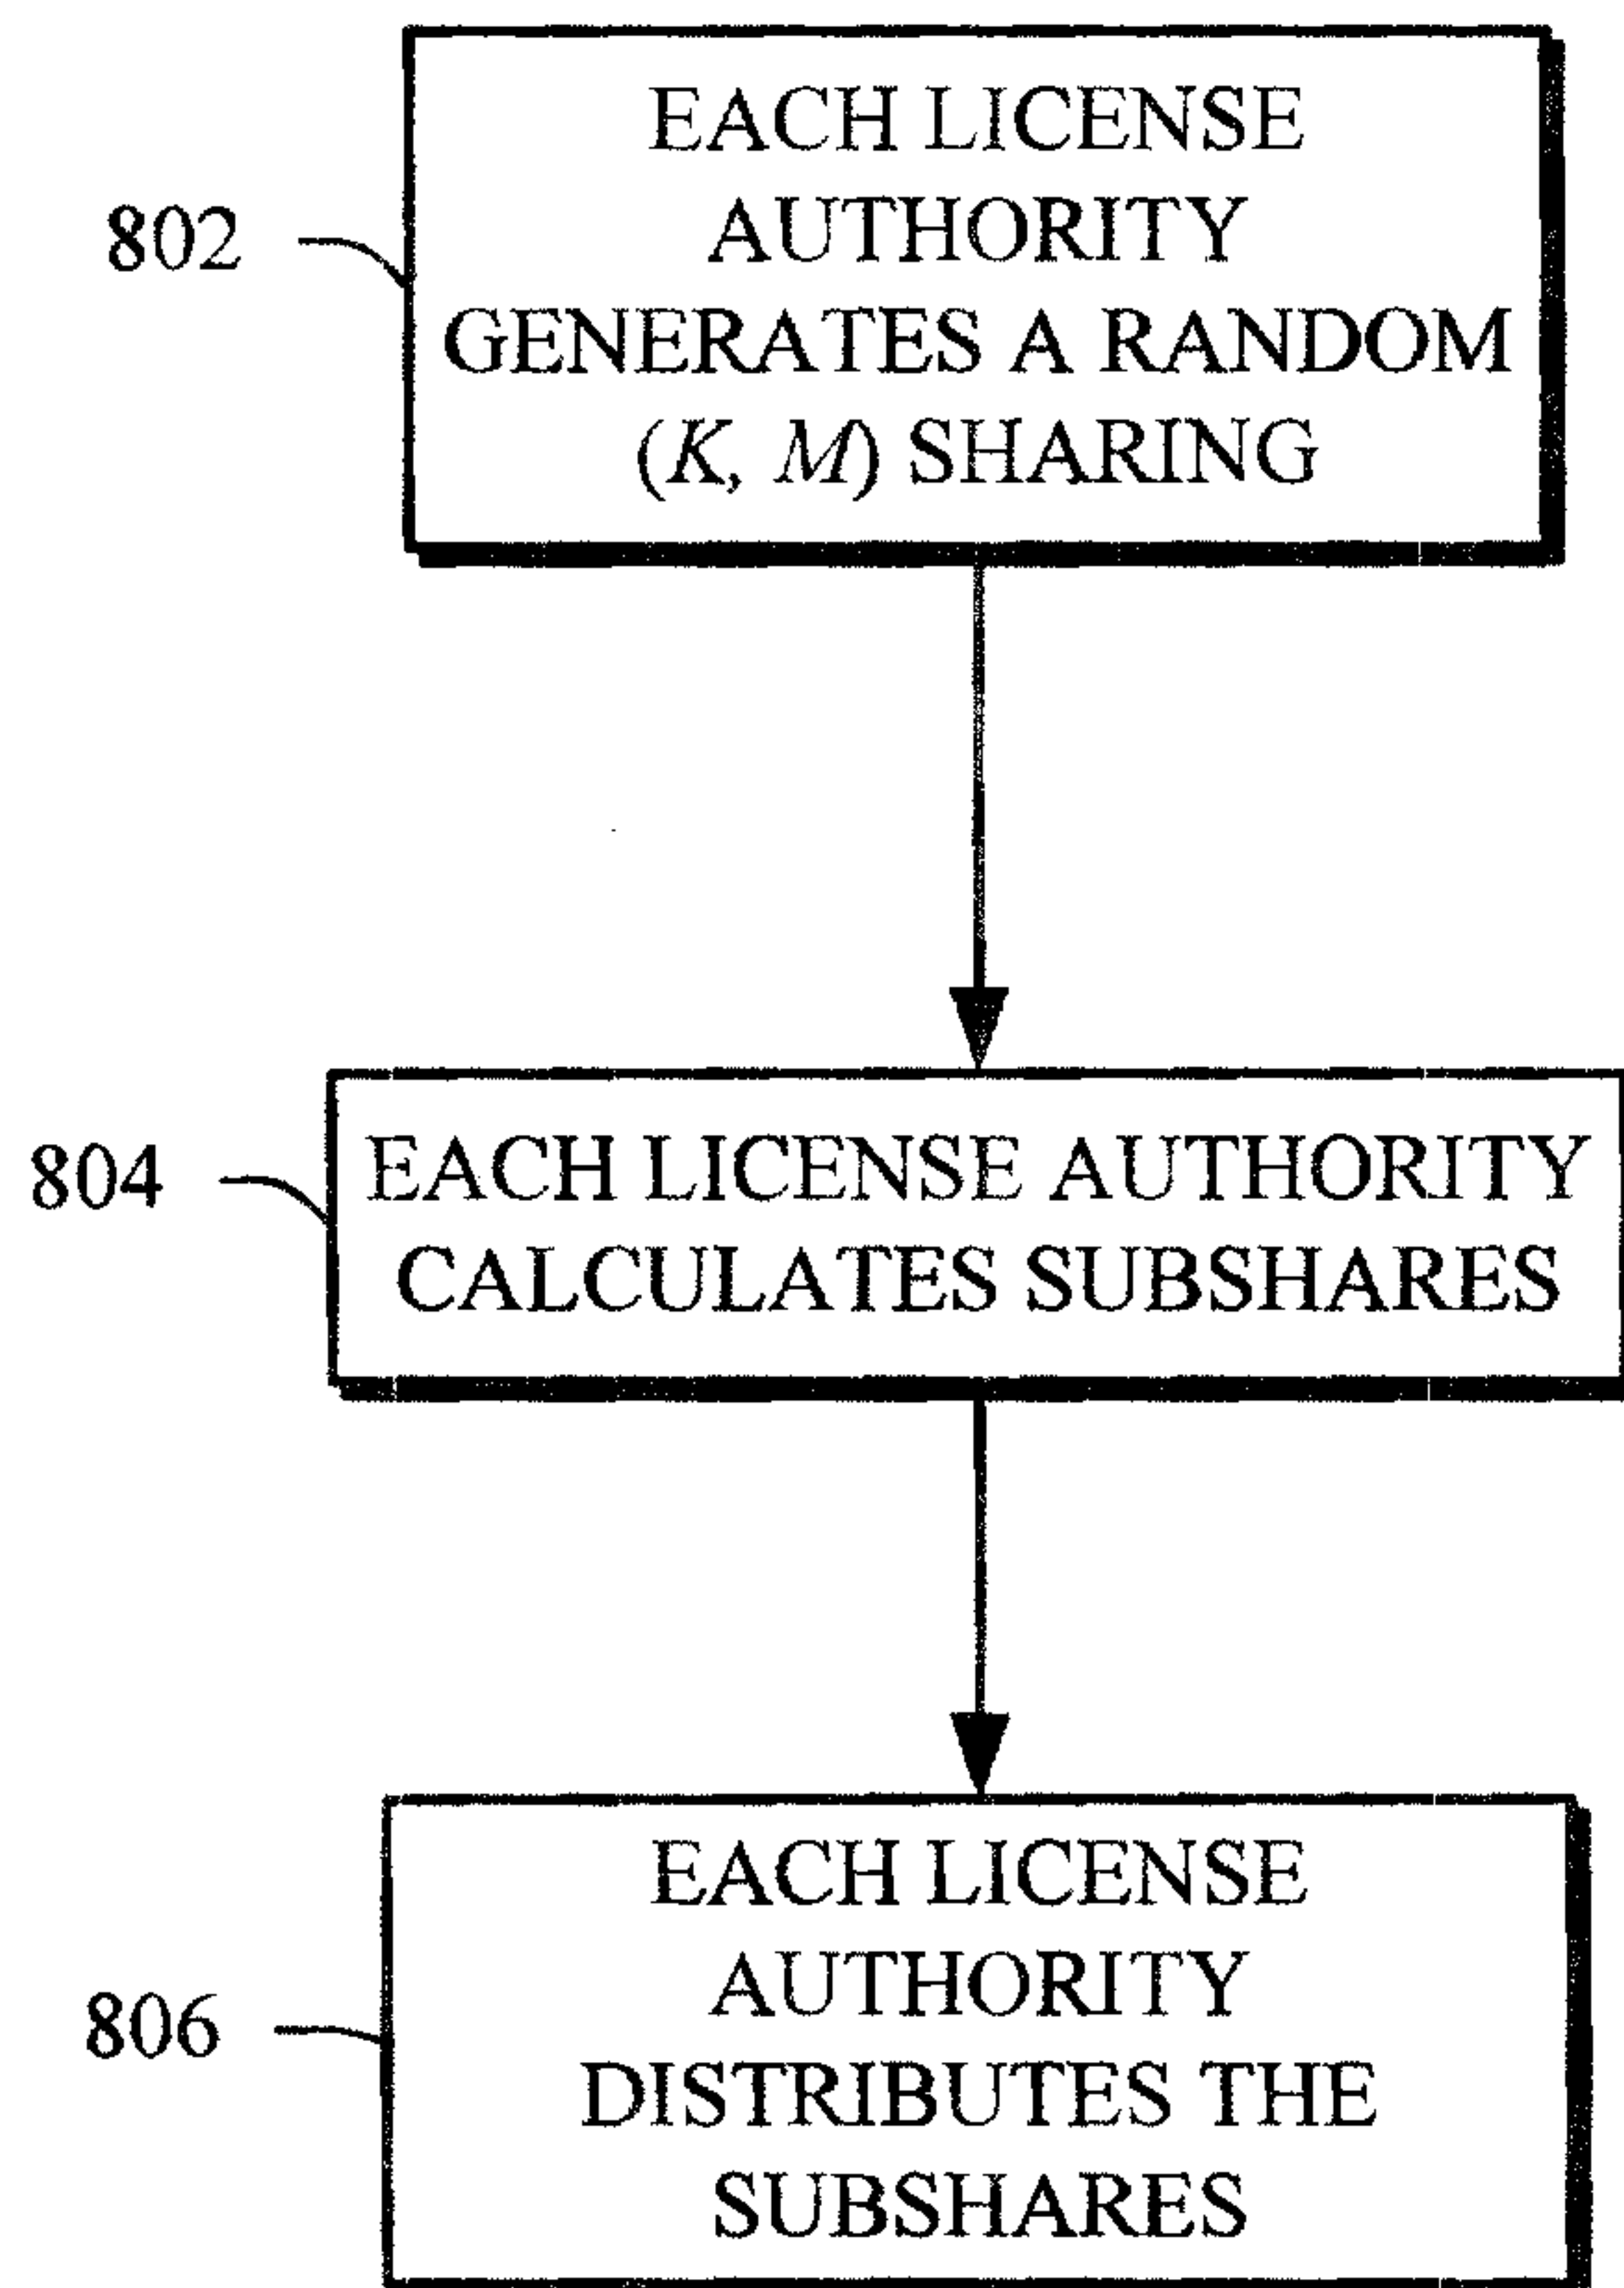 802
EACH LICENSE
AUTHORITY
GENERATES A RANDOM
(K, M) SHARING
804
EACH LICENSE AUTHORITY
CALCULATES SUBSHARES
806
EACH LICENSE
AUTHORITY
DISTRIBUTES THE
SUBSHARES